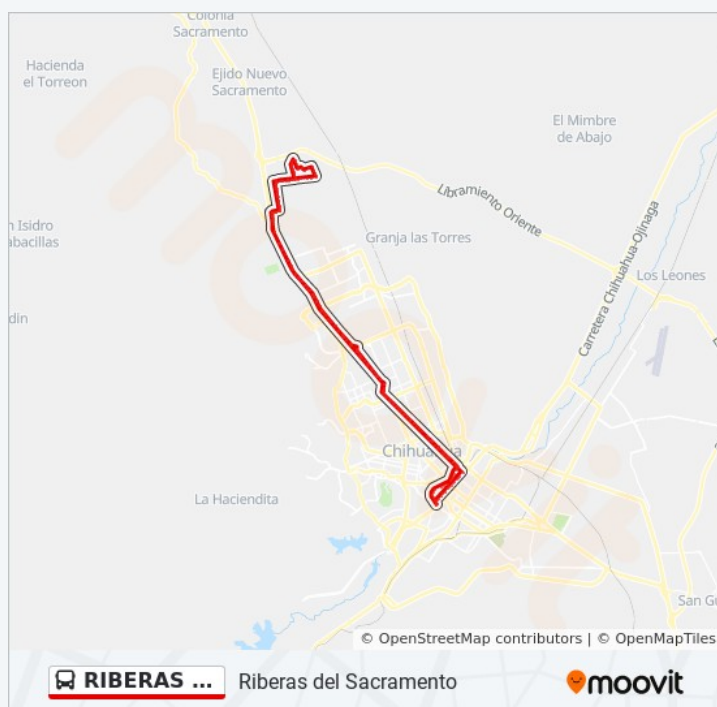 Colonia
Sacramento
Hacienda
el Torreon
Ejido Nuevo
Sacramento
El Mimbre
de Abajo
Libramiento Oriente
Carretera Chihuahua-Ojinaga
n Isidro
abacillas
Granja las Torres
Los Leones
din
Chihuahua
La Haciendita
San Gu
© OpenStreetMap contributors | © OpenMapTiles
RIBERAS ...
Riberas del Sacramento
moovit